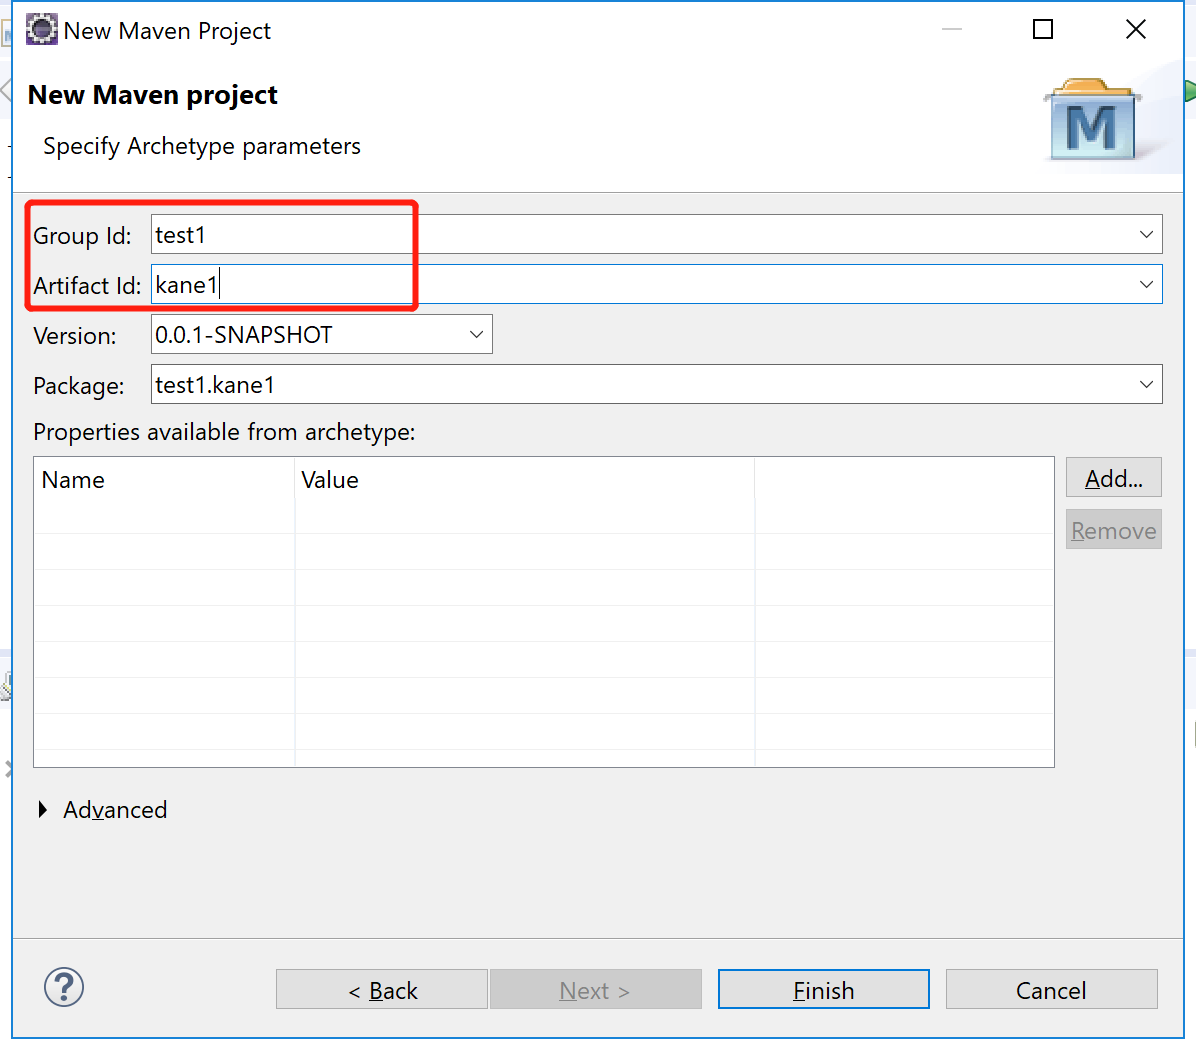 New Maven Project
New Maven project
Specify Archetype parameters
M
Group Id: test1
Artifact Id: kane1
Version: 0.0.1-SNAPSHOT
Package: test1.kane1
Properties available from archetype:
Name Value
Add...
Remove
Advanced
? < Back Next > Finish Cancel